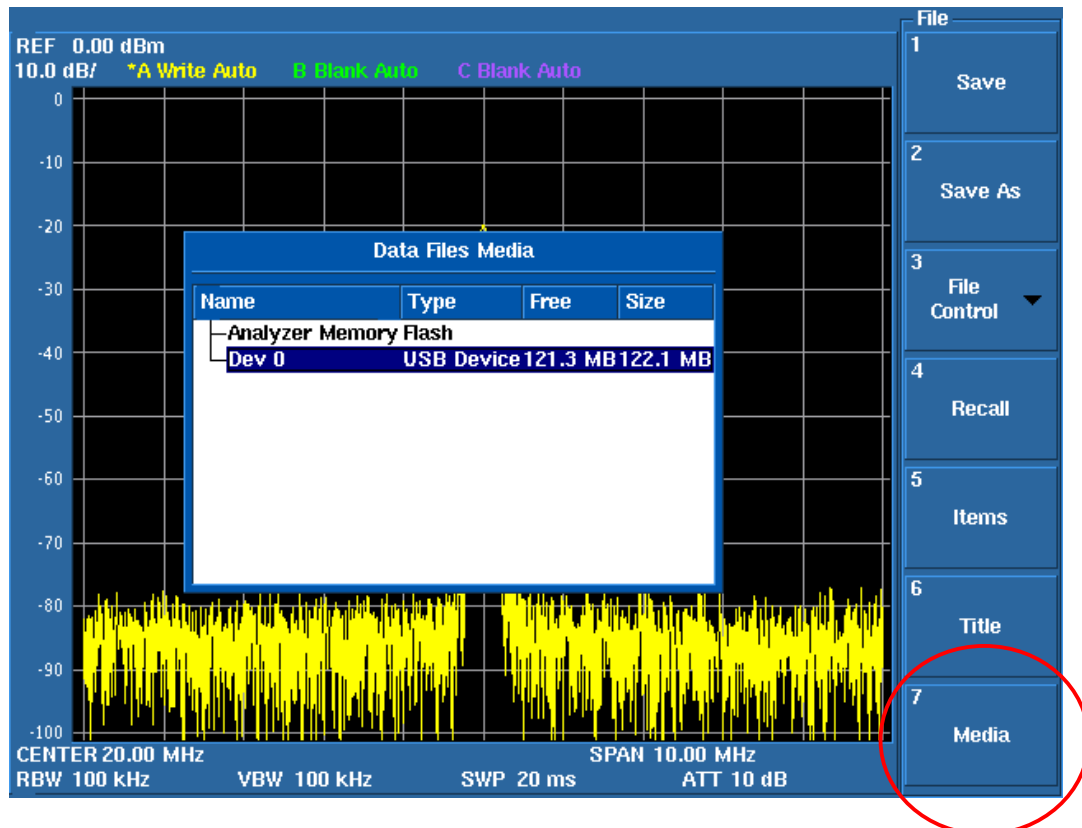 REF 0.00 dBm
10.0 dB/ *A Write Auto B Blank Auto C Blank Auto
0
-10
-20
-30
-40
-50
-60
-70
-80
-90
-100
Data Files Media
Name Type Free Size
Analyzer Memory Flash
Dev 0 USB Device 121.3 MB 122.1 MB
CENTER 20.00 MHz SPAN 10.00 MHz
RBW 100 kHz VBW 100 kHz SWP 20 ms ATT 10 dB
File
1
Save
2
Save As
3
File
Control
4
Recall
5
Items
6
Title
7
Media